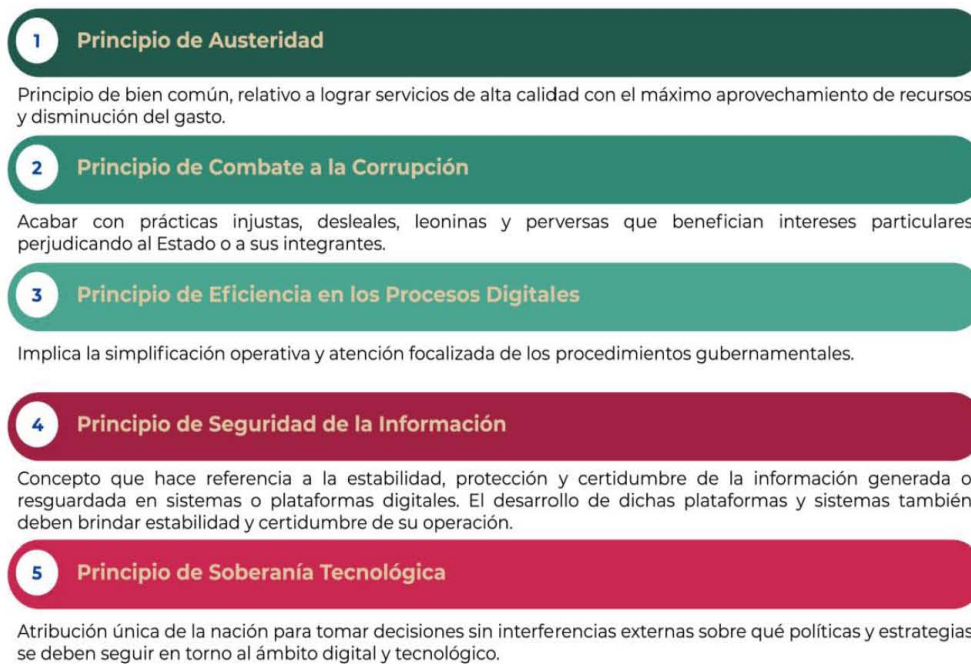 1 Principio de Austeridad
Principio de bien común, relativo a lograr servicios de alta calidad con el máximo aprovechamiento de recursos
y disminución del gasto.
2 Principio de Combate a la Corrupción
Acabar con prácticas injustas, desleales, leoninas y perversas que benefician intereses particulares
perjudicando al Estado o a sus integrantes.
3 Principio de Eficiencia en los Procesos Digitales
Implica la simplificación operativa y atención focalizada de los procedimientos gubernamentales.
4 Principio de Seguridad de la Información
Concepto que hace referencia a la estabilidad, protección y certidumbre de la información generada o
resguardada en sistemas o plataformas digitales. El desarrollo de dichas plataformas y sistemas también
deben brindar estabilidad y certidumbre de su operación.
5 Principio de Soberanía Tecnológica
Atribución única de la nación para tomar decisiones sin interferencias externas sobre qué políticas y estrategias
se deben seguir en torno al ámbito digital y tecnológico.